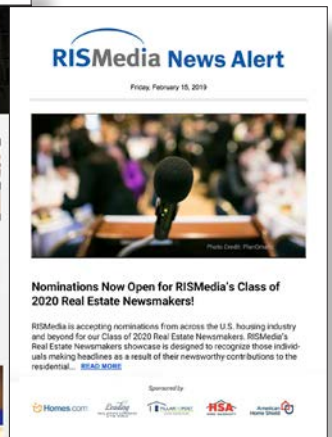 RISMedia News Alert
Friday, February 15, 2019
Photo Credit:
Nominations Now Open for RISMedia's Class of
2020 Real Estate Newsmakers!
RISMedia is accepting nominations from across the U.S. housing industry
and beyond for our Class of 2020 Real Estate Newsmakers. RISMedia's
Real Estate Newsmakers showcase is designed to recognize those individ-
uals making headlines as a result of their newsworthy contributions to the
residential... READ MORE
Sponsored by
Homes.com
Leading
HSA
American
Home Shield